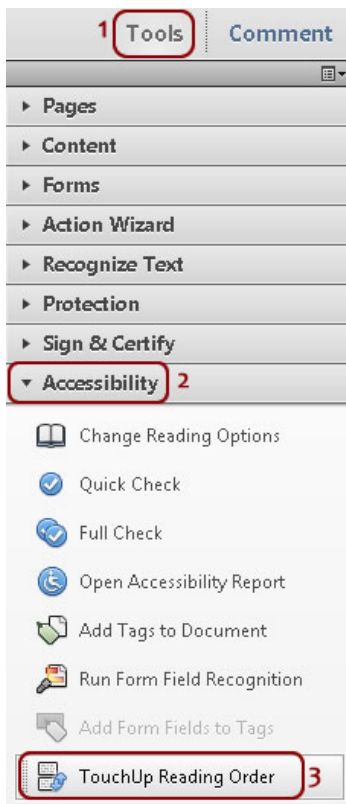 1 Tools Comment
Pages
Content
Forms
Action Wizard
Recognize Text
Protection
Sign & Certify
Accessibility 2
Change Reading Options
Quick Check
Full Check
Open Accessibility Report
Add Tags to Document
Run Form Field Recognition
Add Form Fields to Tags
TouchUp Reading Order 3